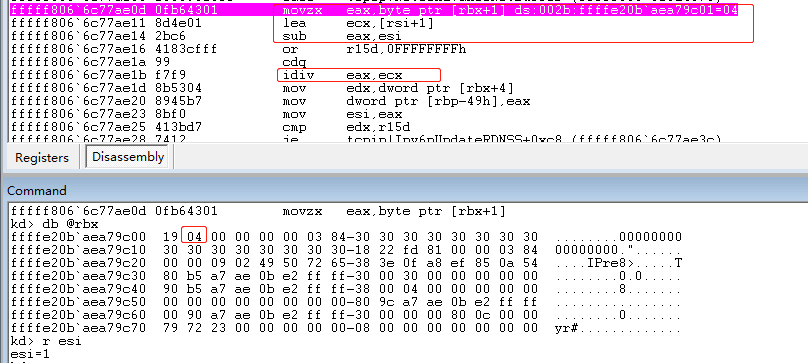 fffff806`6c77ae0d 0fb64301 movzx eax,byte ptr [rbx+1] ds:002b:ffffe20b`aea79c01=04
fffff806`6c77ae11 8d4e01 lea ecx,[rsi+1]
fffff806`6c77ae14 2bc6 sub eax,esi
fffff806`6c77ae16 4183cfff or r15d,0FFFFFFFFh
fffff806`6c77ae1a 99 cdq
fffff806`6c77ae1b f7f9 idiv eax,ecx
fffff806`6c77ae1d 8b5304 mov edx,dword ptr [rbx+4]
fffff806`6c77ae20 8945b7 mov dword ptr [rbp-49h],eax
fffff806`6c77ae23 8bf0 mov esi,eax
fffff806`6c77ae25 413bd7 cmp edx,r15d
fffff806`6c77ae28 7412 je tcpip!Ipv6pUpdateRDNSS+0xc8 (fffff806`6c77ae3c)
Registers Disassembly
Command
fffff806`6c77ae0d 0fb64301 movzx eax,byte ptr [rbx+1]
kd> db @rbx
ffffe20b`aea79c00 19 04 00 00 00 00 03 84-30 30 30 30 30 30 30 30 ........00000000
ffffe20b`aea79c10 30 30 30 30 30 30 30 30-18 22 fd 81 00 00 03 84 00000000."......
ffffe20b`aea79c20 00 00 09 02 49 50 72 65-38 3e 0f a8 ef 85 0a 54 ....IPre8>.....T
ffffe20b`aea79c30 80 b5 a7 ae 0b e2 ff ff-30 00 30 00 00 00 00 00 ........0.0.....
ffffe20b`aea79c40 90 b5 a7 ae 0b e2 ff ff-38 00 04 00 00 00 00 00 ........8.......
ffffe20b`aea79c50 00 00 00 00 00 00 00 00-80 9c a7 ae 0b e2 ff ff ................
ffffe20b`aea79c60 00 90 a7 ae 0b e2 ff ff-30 00 00 00 80 0c 00 00 ........0.......
ffffe20b`aea79c70 79 72 23 00 00 00 00 00-08 00 00 00 00 00 00 00 yr#.............
kd> r esi
esi=1